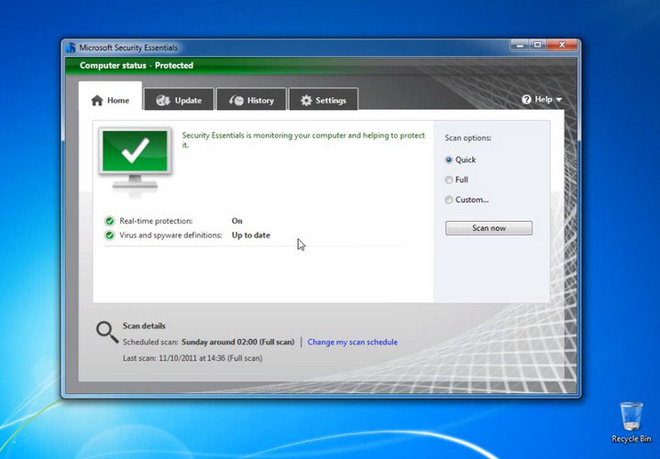 Microsoft Security Essentials
Computer status - Protected
Home
Update
History
Settings
Help
Security Essentials is monitoring your computer and helping to protect
it.
Real-time protection: On
Virus and spyware definitions: Up to date
Scan options:
Quick
Full
Custom...
Scan now
Scan details
Scheduled scan: Sunday around 02:00 (Full scan) | Change my scan schedule
Last scan: 11/10/2011 at 14:36 (Full scan)
Recycle Bin